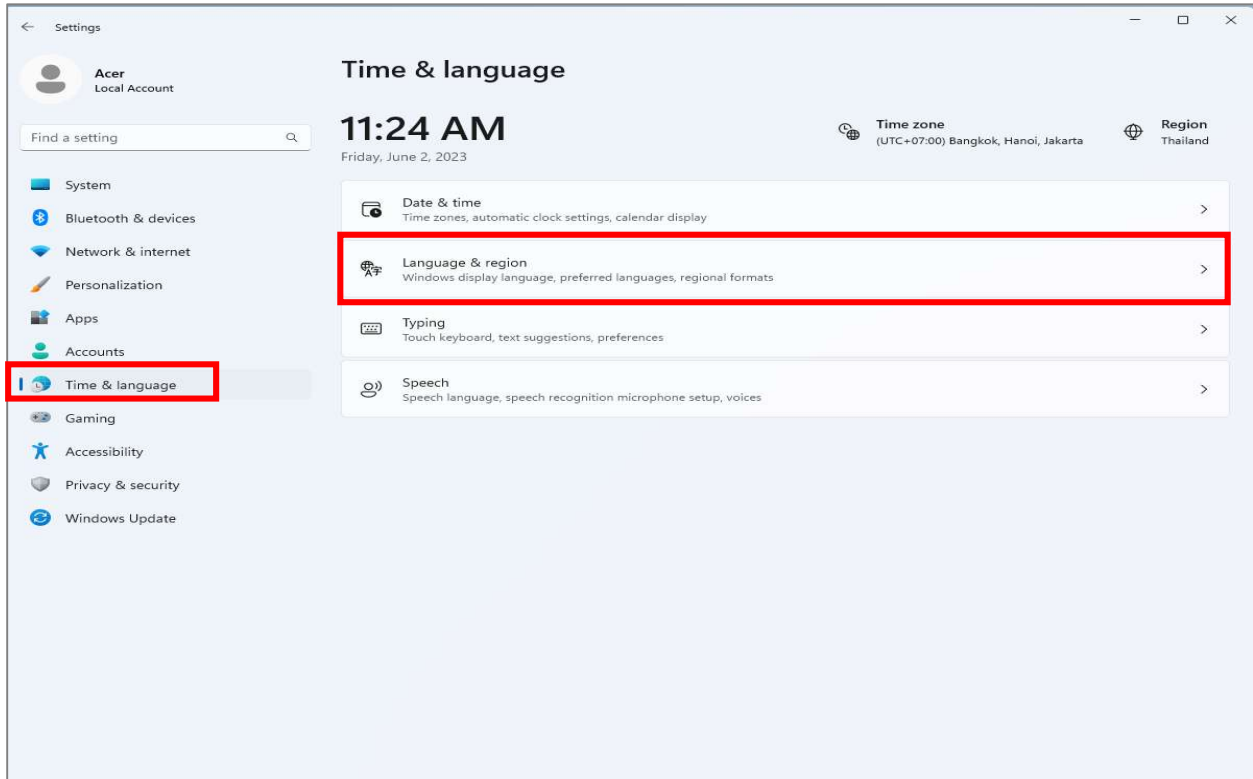 Settings
Acer
Local Account
Find a setting
System
Bluetooth & devices
Network & internet
Personalization
Apps
Accounts
Time & language
Gaming
Accessibility
Privacy & security
Windows Update
Time & language
11:24 AM
Friday, June 2, 2023
Time zone
(UTC+07:00) Bangkok, Hanoi, Jakarta
Region
Thailand
Date & time
Time zones, automatic clock settings, calendar display
Language & region
Windows display language, preferred languages, regional formats
Typing
Touch keyboard, text suggestions, preferences
Speech
Speech language, speech recognition microphone setup, voices